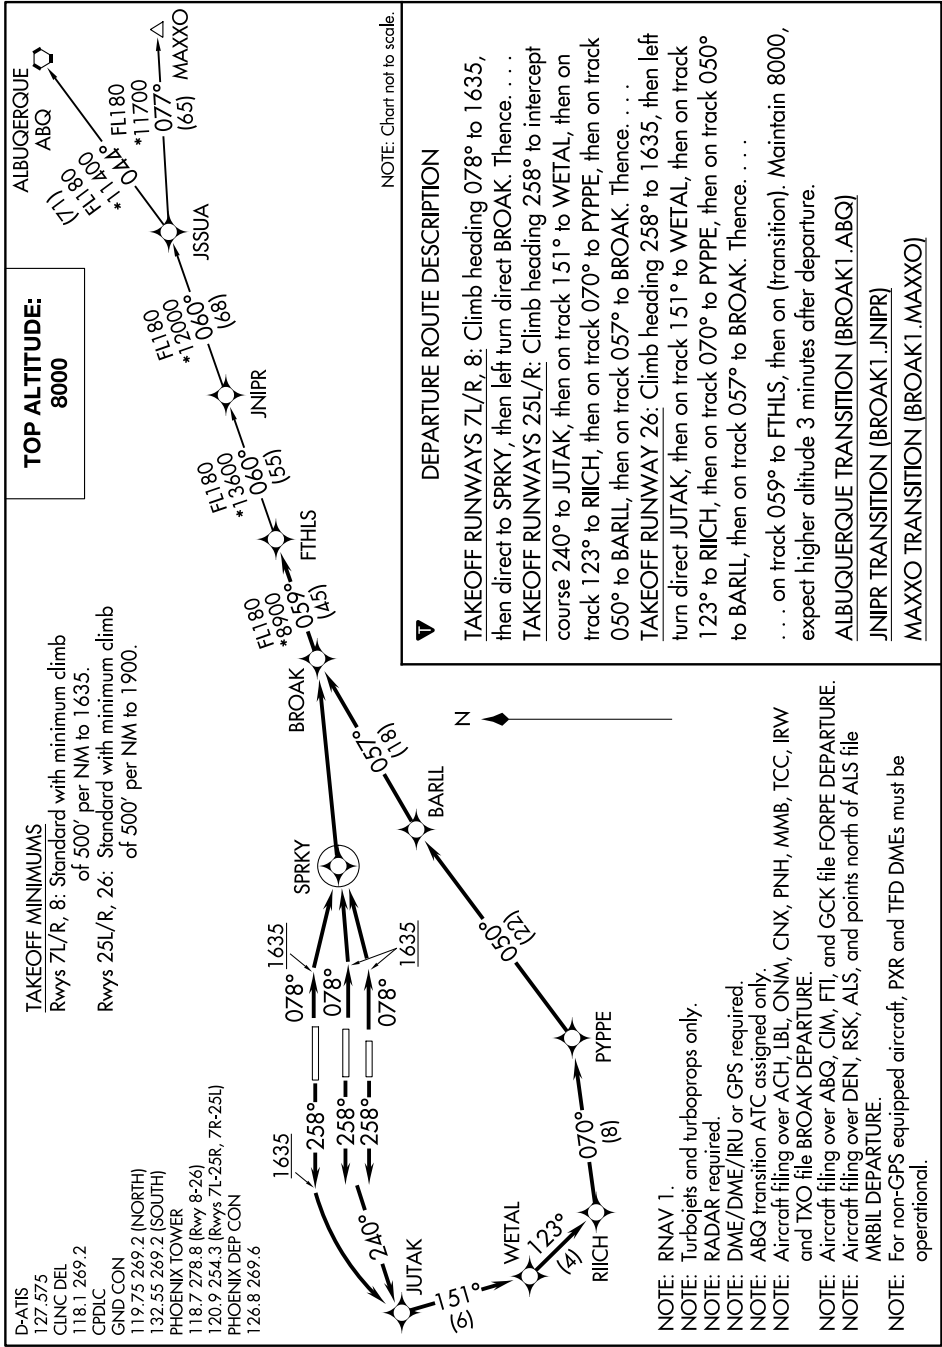 D-ATIS
127.575
CLNC DEL
118.1 269.2
CPDLC
GND CON
119.75 269.2 (NORTH)
132.55 269.2 (SOUTH)
PHOENIX TOWER
118.7 278.8 (Rwy 8-26)
120.9 254.3 (Rwys 7L-25R, 7R-25L)
PHOENIX DEP CON
126.8 269.6
TAKEOFF MINIMUMS
Rwys 7L/R, 8: Standard with minimum climb
of 500' per NM to 1635.
Rwys 25L/R, 26: Standard with minimum climb
of 500' per NM to 1900.
TOP ALTITUDE:
8000
ALBUQERQUE
ABQ
(71)
FL180
*11400
044°
FL180
*11700
077°
(65)
MAXXO
JSSUA
FL180
*12000
060°
(68)
JNIPR
FL180
*13600
060°
(55)
FTHLS
FL180
*8900
059°
(45)
BROAK
SPRKY
1635
1635
078°
078°
078°
1635
258°
258°
258°
240°
JUTAK
151°
(6)
WETAL
123°
(4)
RIICH
070°
(8)
PYPPE
050°
(22)
BARLL
057°
(18)
N
NOTE: Chart not to scale.
NOTE: RNAV 1.
NOTE: Turbojets and turboprops only.
NOTE: RADAR required.
NOTE: DME/DME/IRU or GPS required.
NOTE: ABQ transition ATC assigned only.
NOTE: Aircraft filing over ACH, LBL, ONM, CNX, PNH, MMB, TCC, IRW
and TXO file BROAK DEPARTURE.
NOTE: Aircraft filing over ABQ, CIM, FTI, and GCK file FORPE DEPARTURE.
NOTE: Aircraft filing over DEN, RSK, ALS, and points north of ALS file
MRBIL DEPARTURE.
NOTE: For non-GPS equipped aircraft, PXR and TFD DMEs must be
operational.
T
DEPARTURE ROUTE DESCRIPTION
TAKEOFF RUNWAYS 7L/R, 8: Climb heading 078° to 1635,
then direct to SPRKY, then left turn direct BROAK. Thence. . . .
TAKEOFF RUNWAYS 25L/R: Climb heading 258° to intercept
course 240° to JUTAK, then on track 151° to WETAL, then on
track 123° to RIICH, then on track 070° to PYPPE, then on track
050° to BARLL, then on track 057° to BROAK. Thence. . . .
TAKEOFF RUNWAY 26: Climb heading 258° to 1635, then left
turn direct JUTAK, then on track 151° to WETAL, then on track
123° to RIICH, then on track 070° to PYPPE, then on track 050°
to BARLL, then on track 057° to BROAK. Thence. . . .
. . . on track 059° to FTHLS, then on (transition). Maintain 8000,
expect higher altitude 3 minutes after departure.
ALBUQUERQUE TRANSITION (BROAK1.ABQ)
JNIPR TRANSITION (BROAK1.JNIPR)
MAXXO TRANSITION (BROAK1.MAXXO)